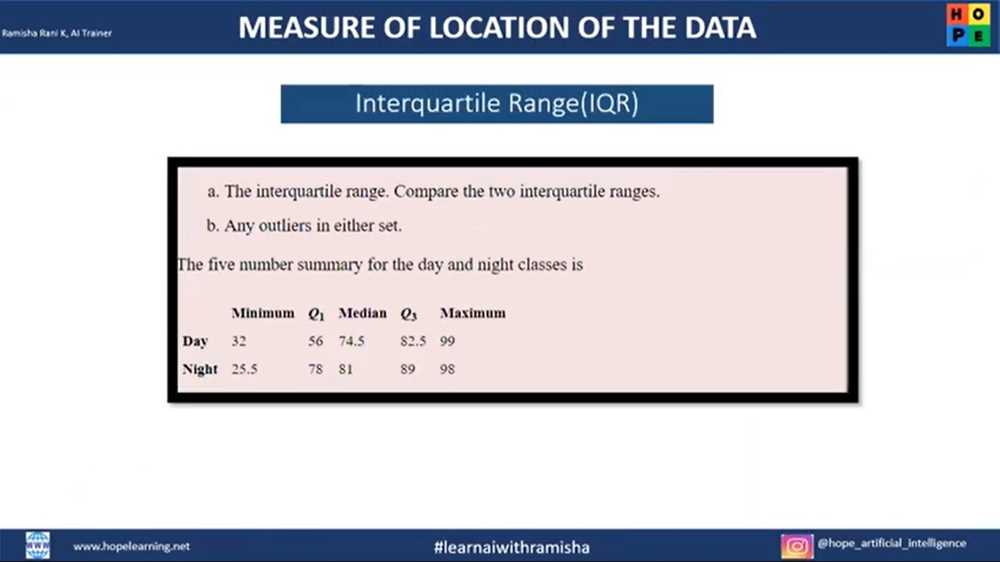 Ramisha Rani K, AI Trainer
MEASURE OF LOCATION OF THE DATA
H O
P E
Interquartile Range(IQR)
a. The interquartile range. Compare the two interquartile ranges.
b. Any outliers in either set.
The five number summary for the day and night classes is
Minimum Q1 Median Q3 Maximum
Day 32 56 74.5 82.5 99
Night 25.5 78 81 89 98
WWW
www.hopelearning.net
#learnaiwithramisha
@hope_artificial_intelligence